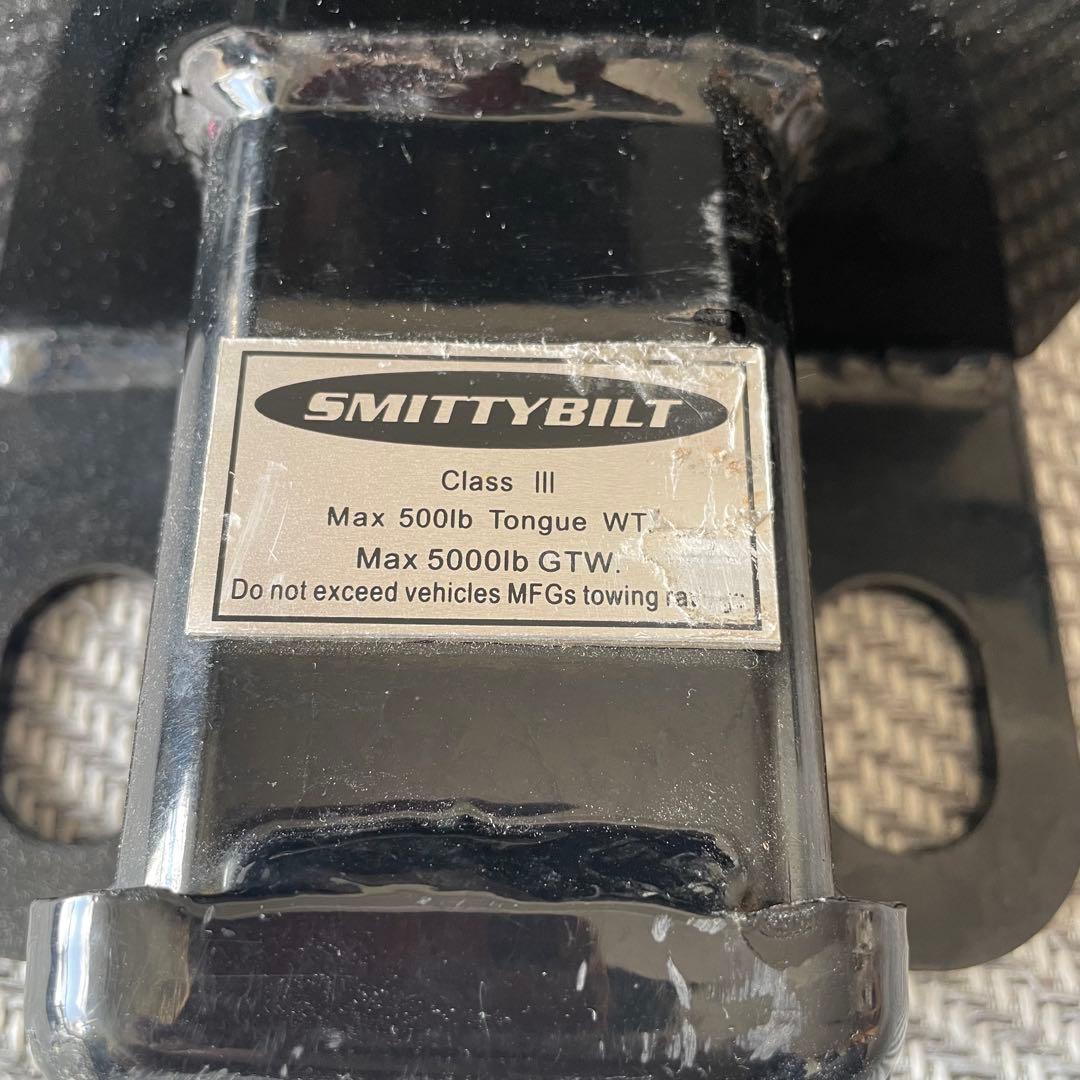 SMITTYBILT
Class III
Max 500lb Tongue WT.
Max 5000lb GTW.
Do not exceed vehicles MFGs towing